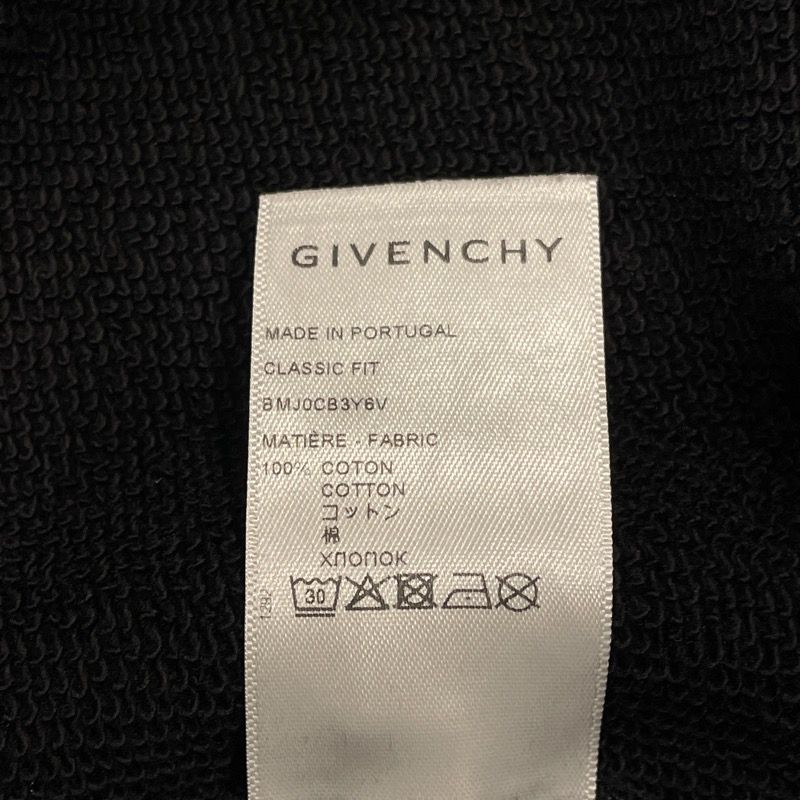 GIVENCHY
MADE IN PORTUGAL
CLASSIC FIT
BMJ0CB3Y6V
MATIÈRE - FABRIC
100% COTON
COTTON
コットン
棉
ХЛОПОК
30